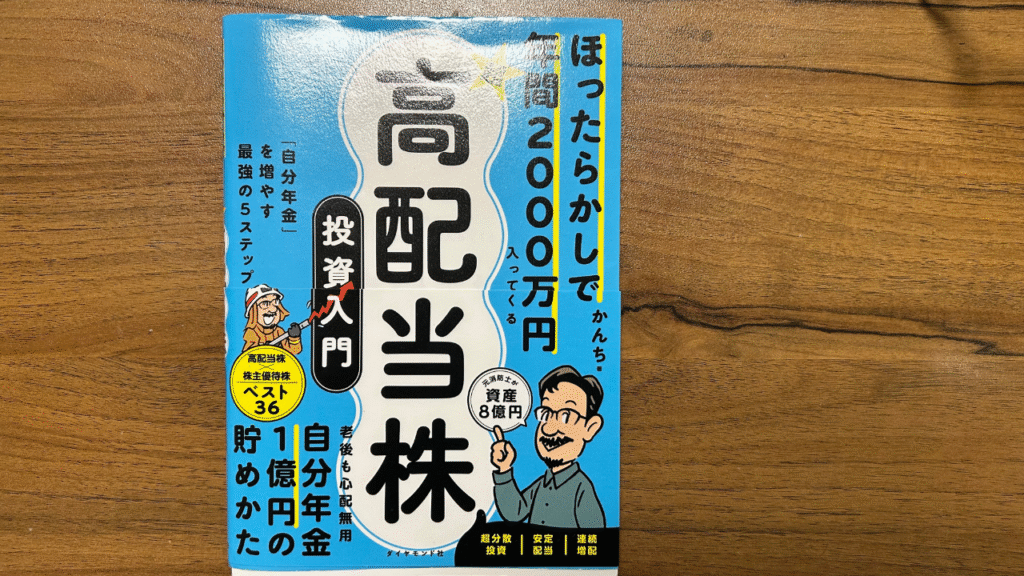 ほったらかしで
年間2000万円
入ってくる
かんち。
高配当株
投資入門
「自分年金」
を増やす
最強の5ステップ
高配当株
×
株主優待株
ベスト
36
元消防士が
資産
8億円
老後も心配無用
自分年金
1億円の
貯めかた
超分散
投資
安定
配当
連続
増配
ダイヤモンド社